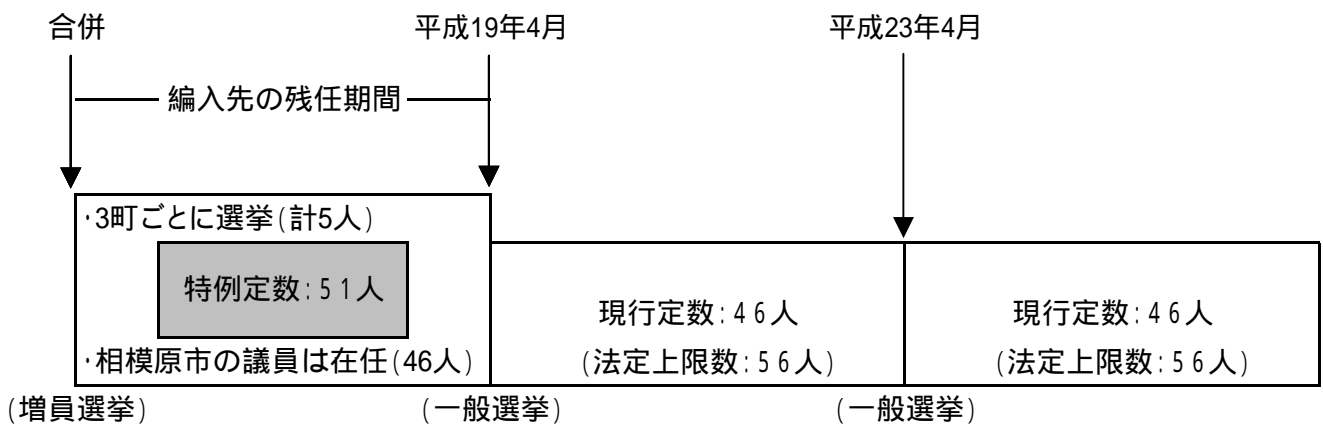 合併
平成19年4月
平成23年4月
編入先の残任期間
・3町ごとに選挙(計5人)
特例定数:51人
・相模原市の議員は在任(46人)
現行定数:46人
(法定上限数:56人)
現行定数:46人
(法定上限数:56人)
(増員選挙)
(一般選挙)
(一般選挙)